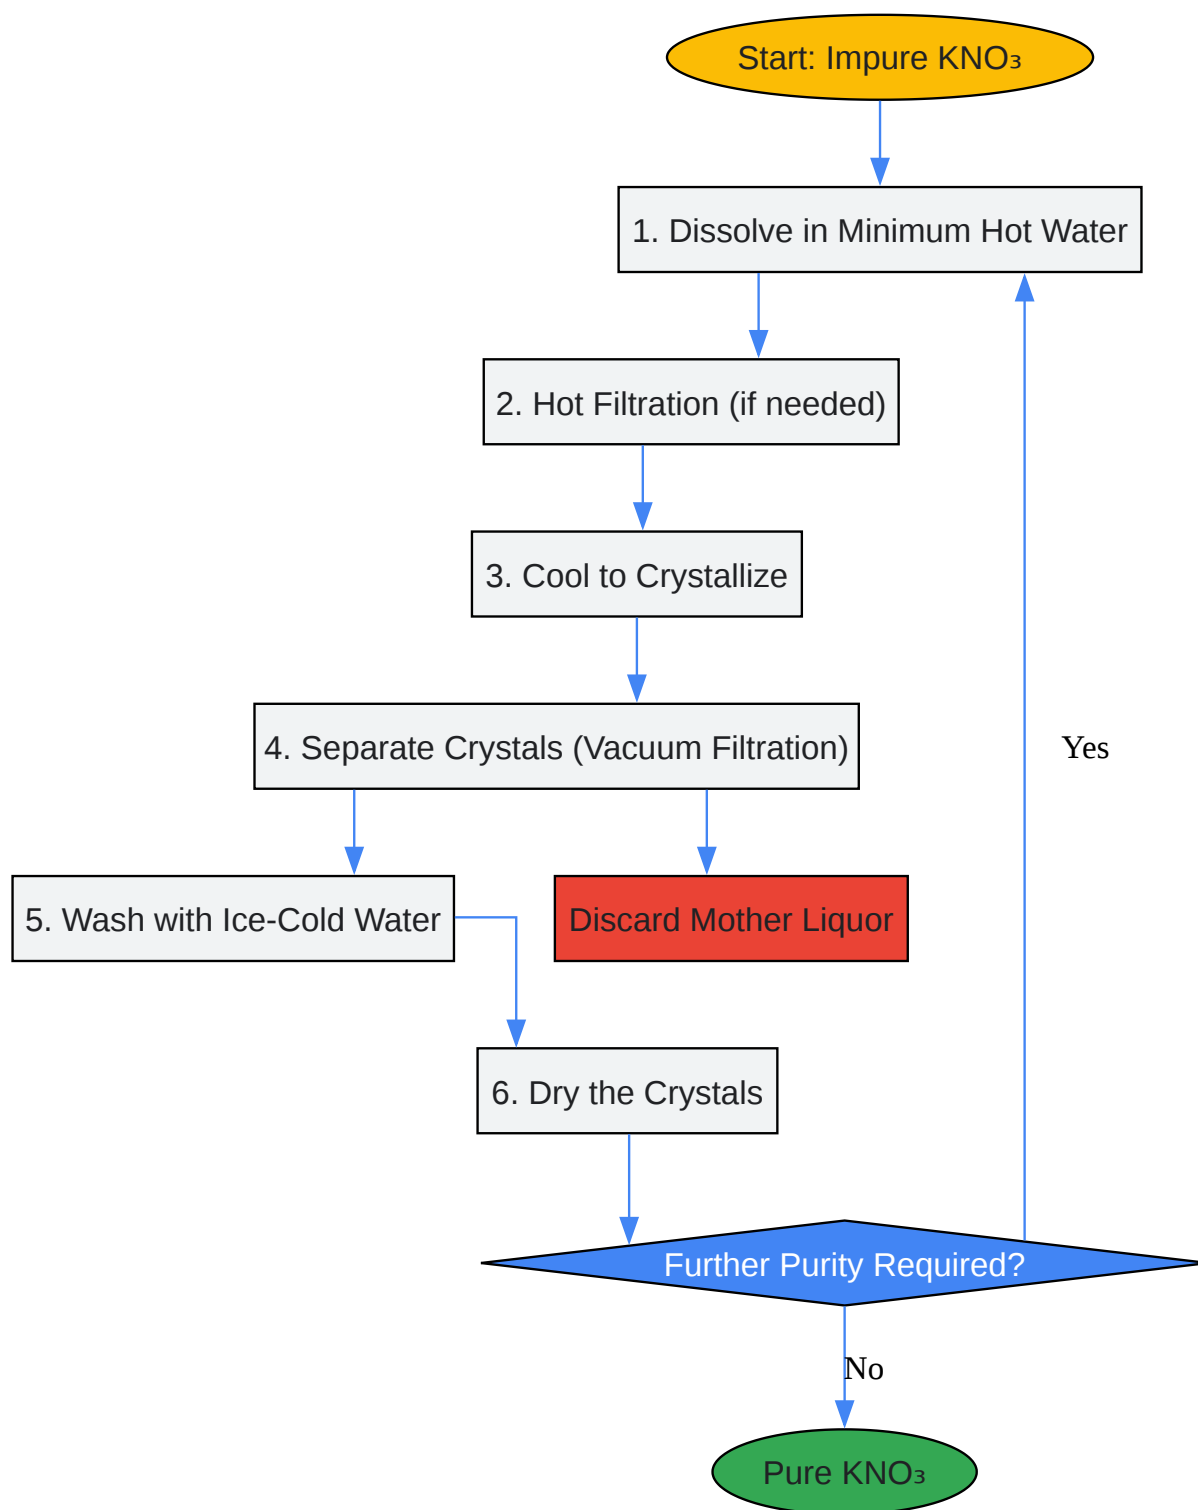 Start: Impure KNO₃
1. Dissolve in Minimum Hot Water
2. Hot Filtration (if needed)
3. Cool to Crystallize
4. Separate Crystals (Vacuum Filtration)
Yes
5. Wash with Ice-Cold Water
Discard Mother Liquor
6. Dry the Crystals
Further Purity Required?
No
Pure KNO₃